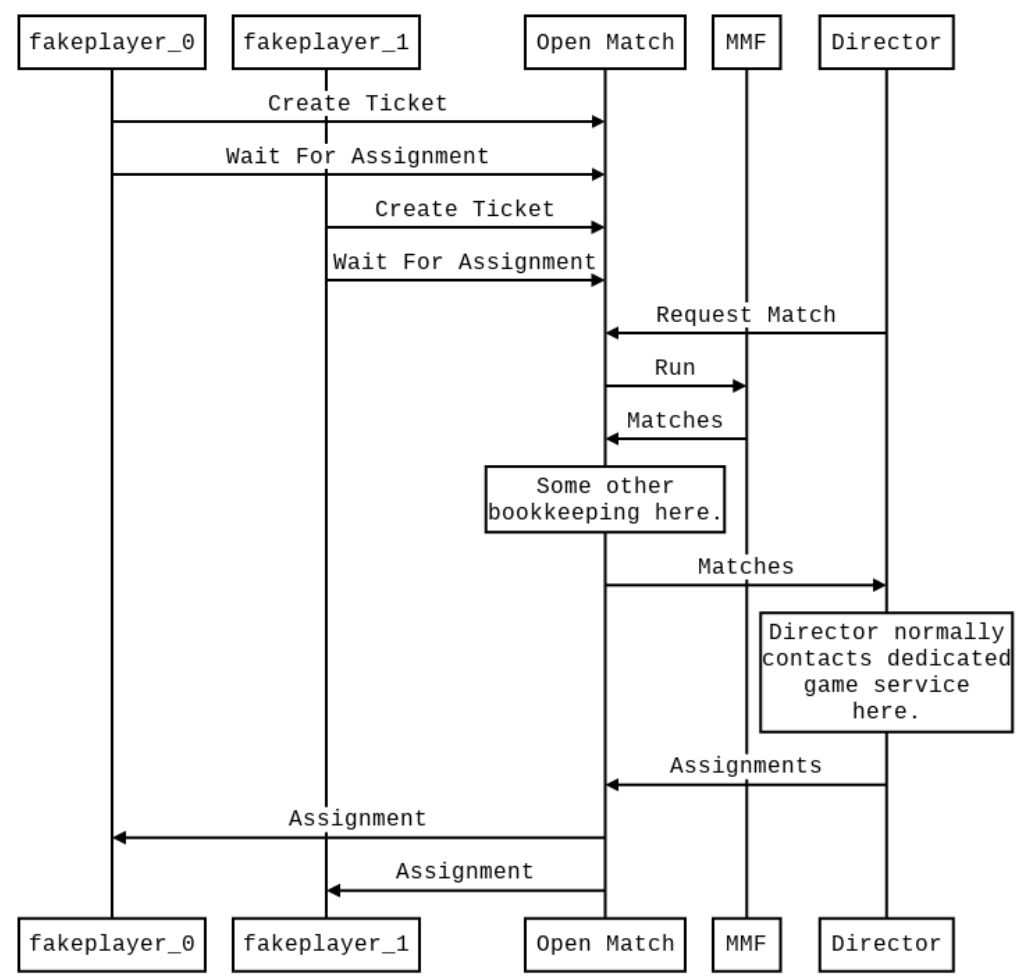 fakeplayer_0
fakeplayer_1
Open Match
MMF
Director
Create Ticket
Wait For Assignment
Create Ticket
Wait For Assignment
Request Match
Run
Matches
Some other
bookkeeping here.
Matches
Director normally
contacts dedicated
game service
here.
Assignments
Assignment
Assignment
fakeplayer_0
fakeplayer_1
Open Match
MMF
Director